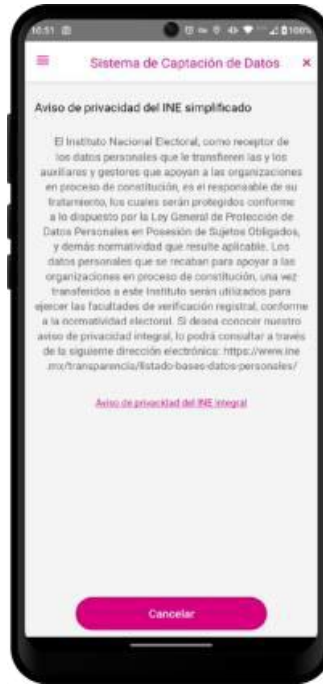 10:51
100%
Sistema de Captación de Datos ×
Aviso de privacidad del INE simplificado
El Instituto Nacional Electoral, como receptor de
los datos personales que le transfieren las y los
auxiliares y gestores que apoyan a las organizaciones
en proceso de constitución, es el responsable de su
tratamiento, los cuales serán protegidos conforme
a lo dispuesto por la Ley General de Protección de
Datos Personales en Posesión de Sujetos Obligados,
y demás normatividad que resulte aplicable. Los
datos personales que se recaban para apoyar a las
organizaciones en proceso de constitución, una vez
transferidos a este Instituto serán utilizados para
ejercer las facultades de verificación registral, conforme
a la normatividad electoral. Si desea conocer nuestro
aviso de privacidad integral, lo podrá consultar a través
de la siguiente dirección electrónica: https://www.ine
.mx/transparencia/listado-bases-datos-personales/
Aviso de privacidad del INE integral
Cancelar